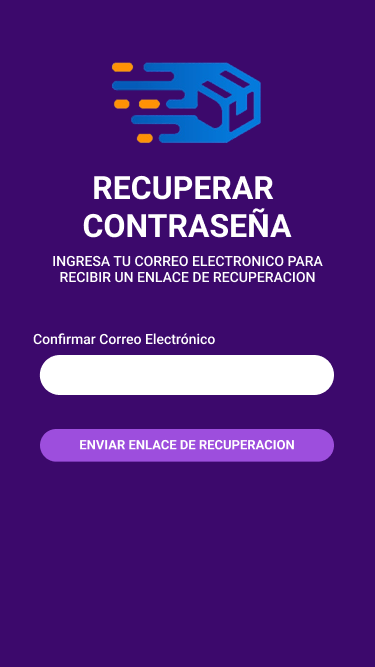 RECUPERAR
CONTRASEÑA
INGRESA TU CORREO ELECTRONICO PARA
RECIBIR UN ENLACE DE RECUPERACION
Confirmar Correo Electrónico
ENVIAR ENLACE DE RECUPERACION